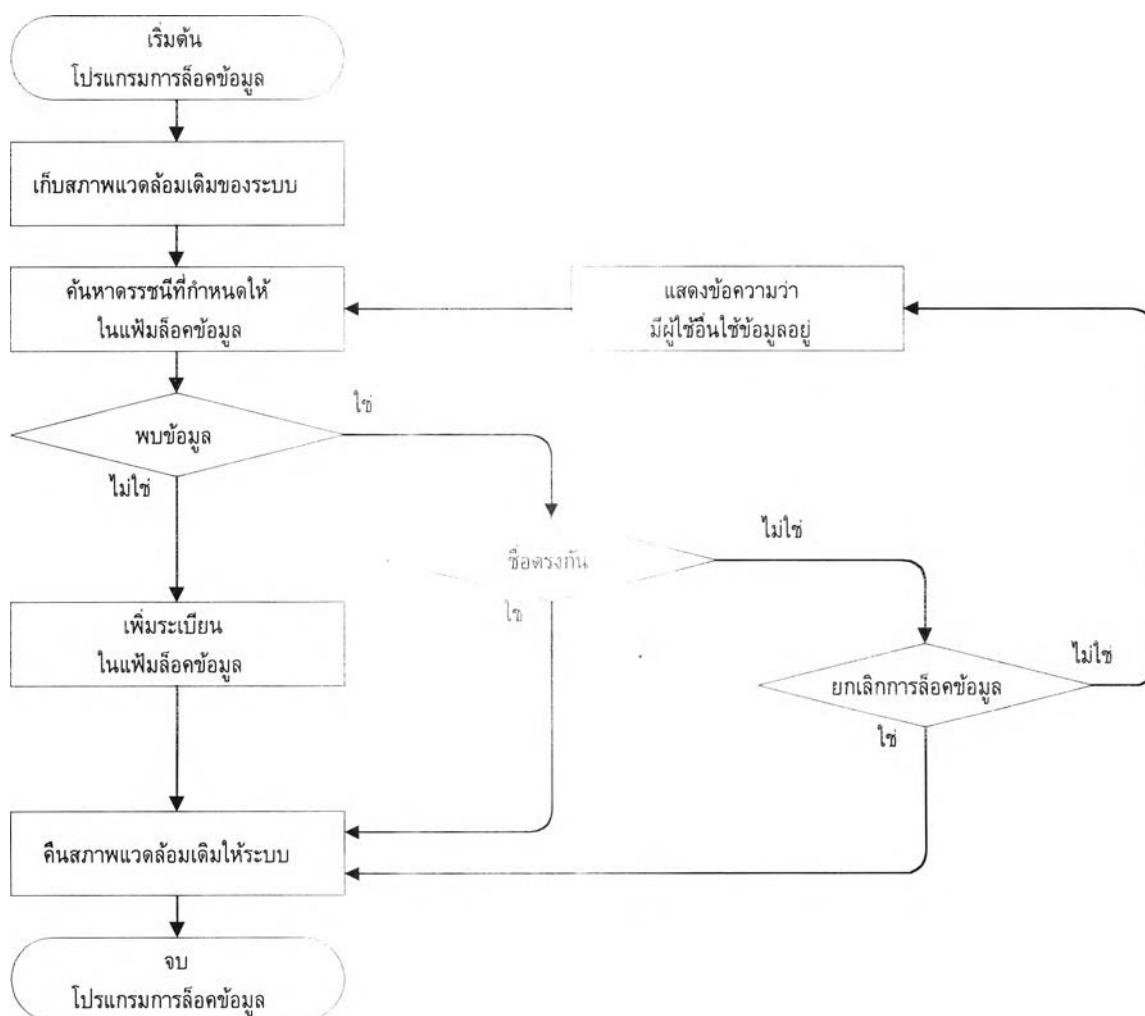 เริ่มต้น
โปรแกรมการล็อคข้อมูล
เก็บสภาพแวดล้อมเดิมของระบบ
ค้นหาดรรชนีที่กำหนดให้
ในแฟ้มล็อคข้อมูล
แสดงข้อความว่า
มีผู้ใช้อื่นใช้ข้อมูลอยู่
ใช่
พบข้อมูล
ไม่ใช่
ไม่ใช่
ชื่อตรงกัน
ใช่
เพิ่มระเบียน
ในแฟ้มล็อคข้อมูล
ไม่ใช่
ยกเลิกการล็อคข้อมูล
ใช่
คืนสภาพแวดล้อมเดิมให้ระบบ
จบ
โปรแกรมการล็อคข้อมูล